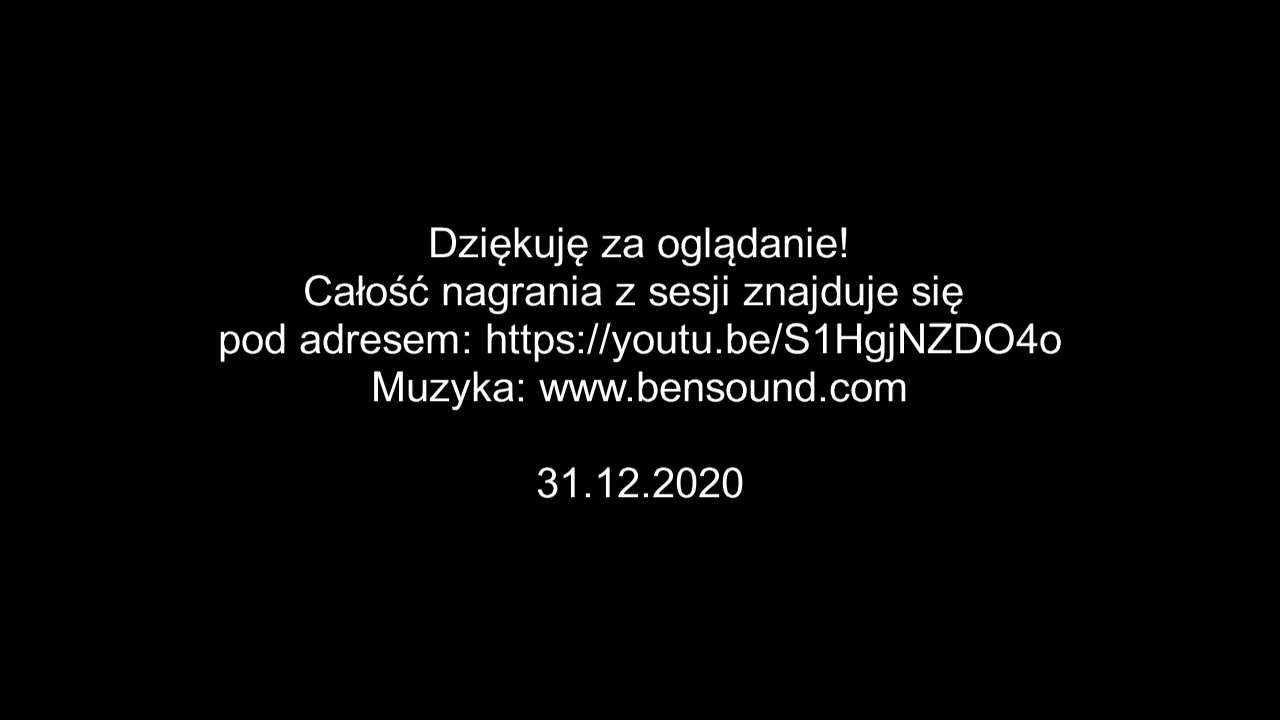 Dziękuję za oglądanie!
Całość nagrania z sesji znajduje się
pod adresem: https://youtu.be/S1HgjNZDO4o
Muzyka: www.bensound.com
31.12.2020